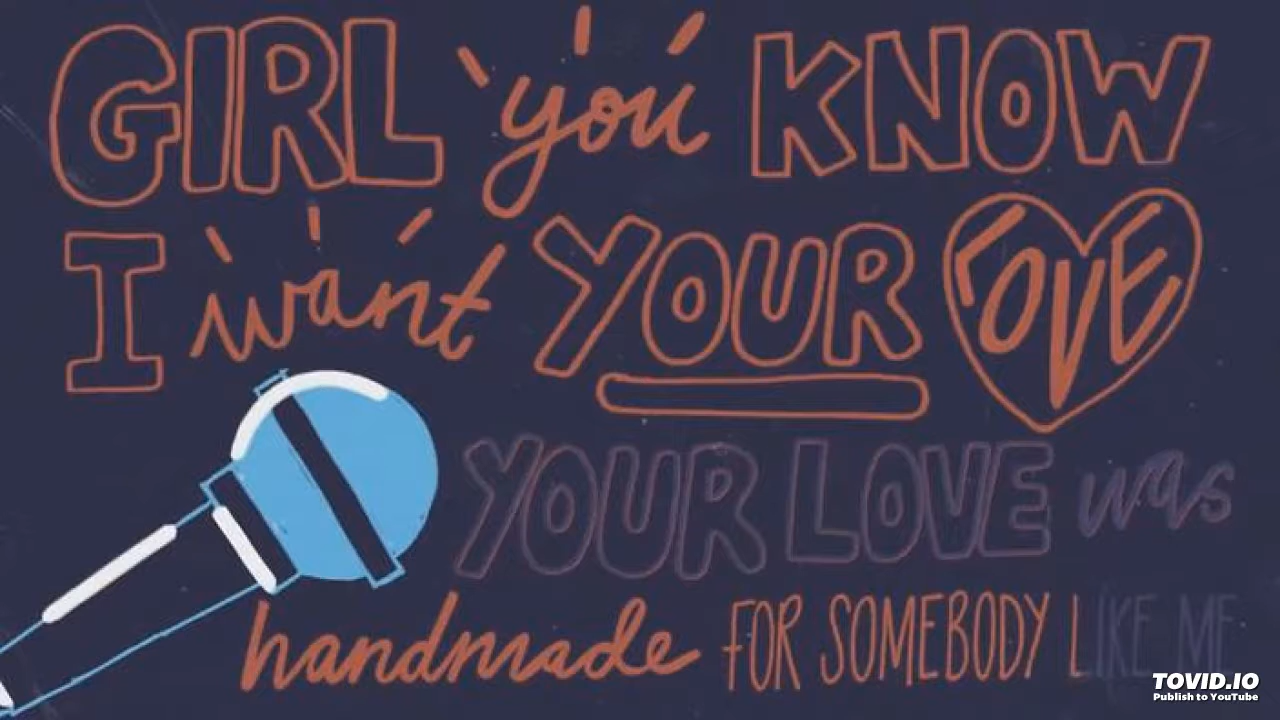 GIRL you KNOW
I want YOUR LOVE
YOUR LOVE was
handmade FOR SOMEBODY LIKE ME
TOVID.IO
Publish to YouTube